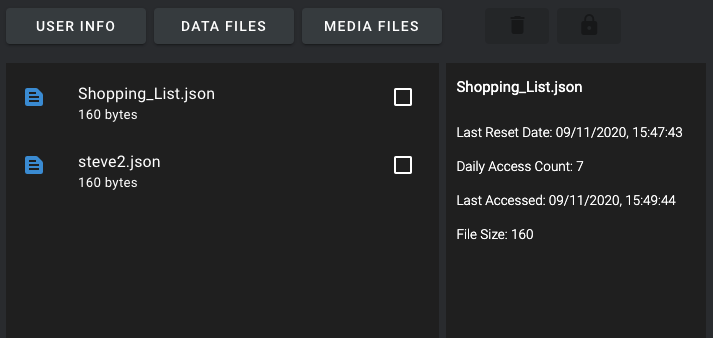 USER INFO
DATA FILES
MEDIA FILES
Shopping_List.json
160 bytes
steve2.json
160 bytes
Shopping_List.json
Last Reset Date: 09/11/2020, 15:47:43
Daily Access Count: 7
Last Accessed: 09/11/2020, 15:49:44
File Size: 160